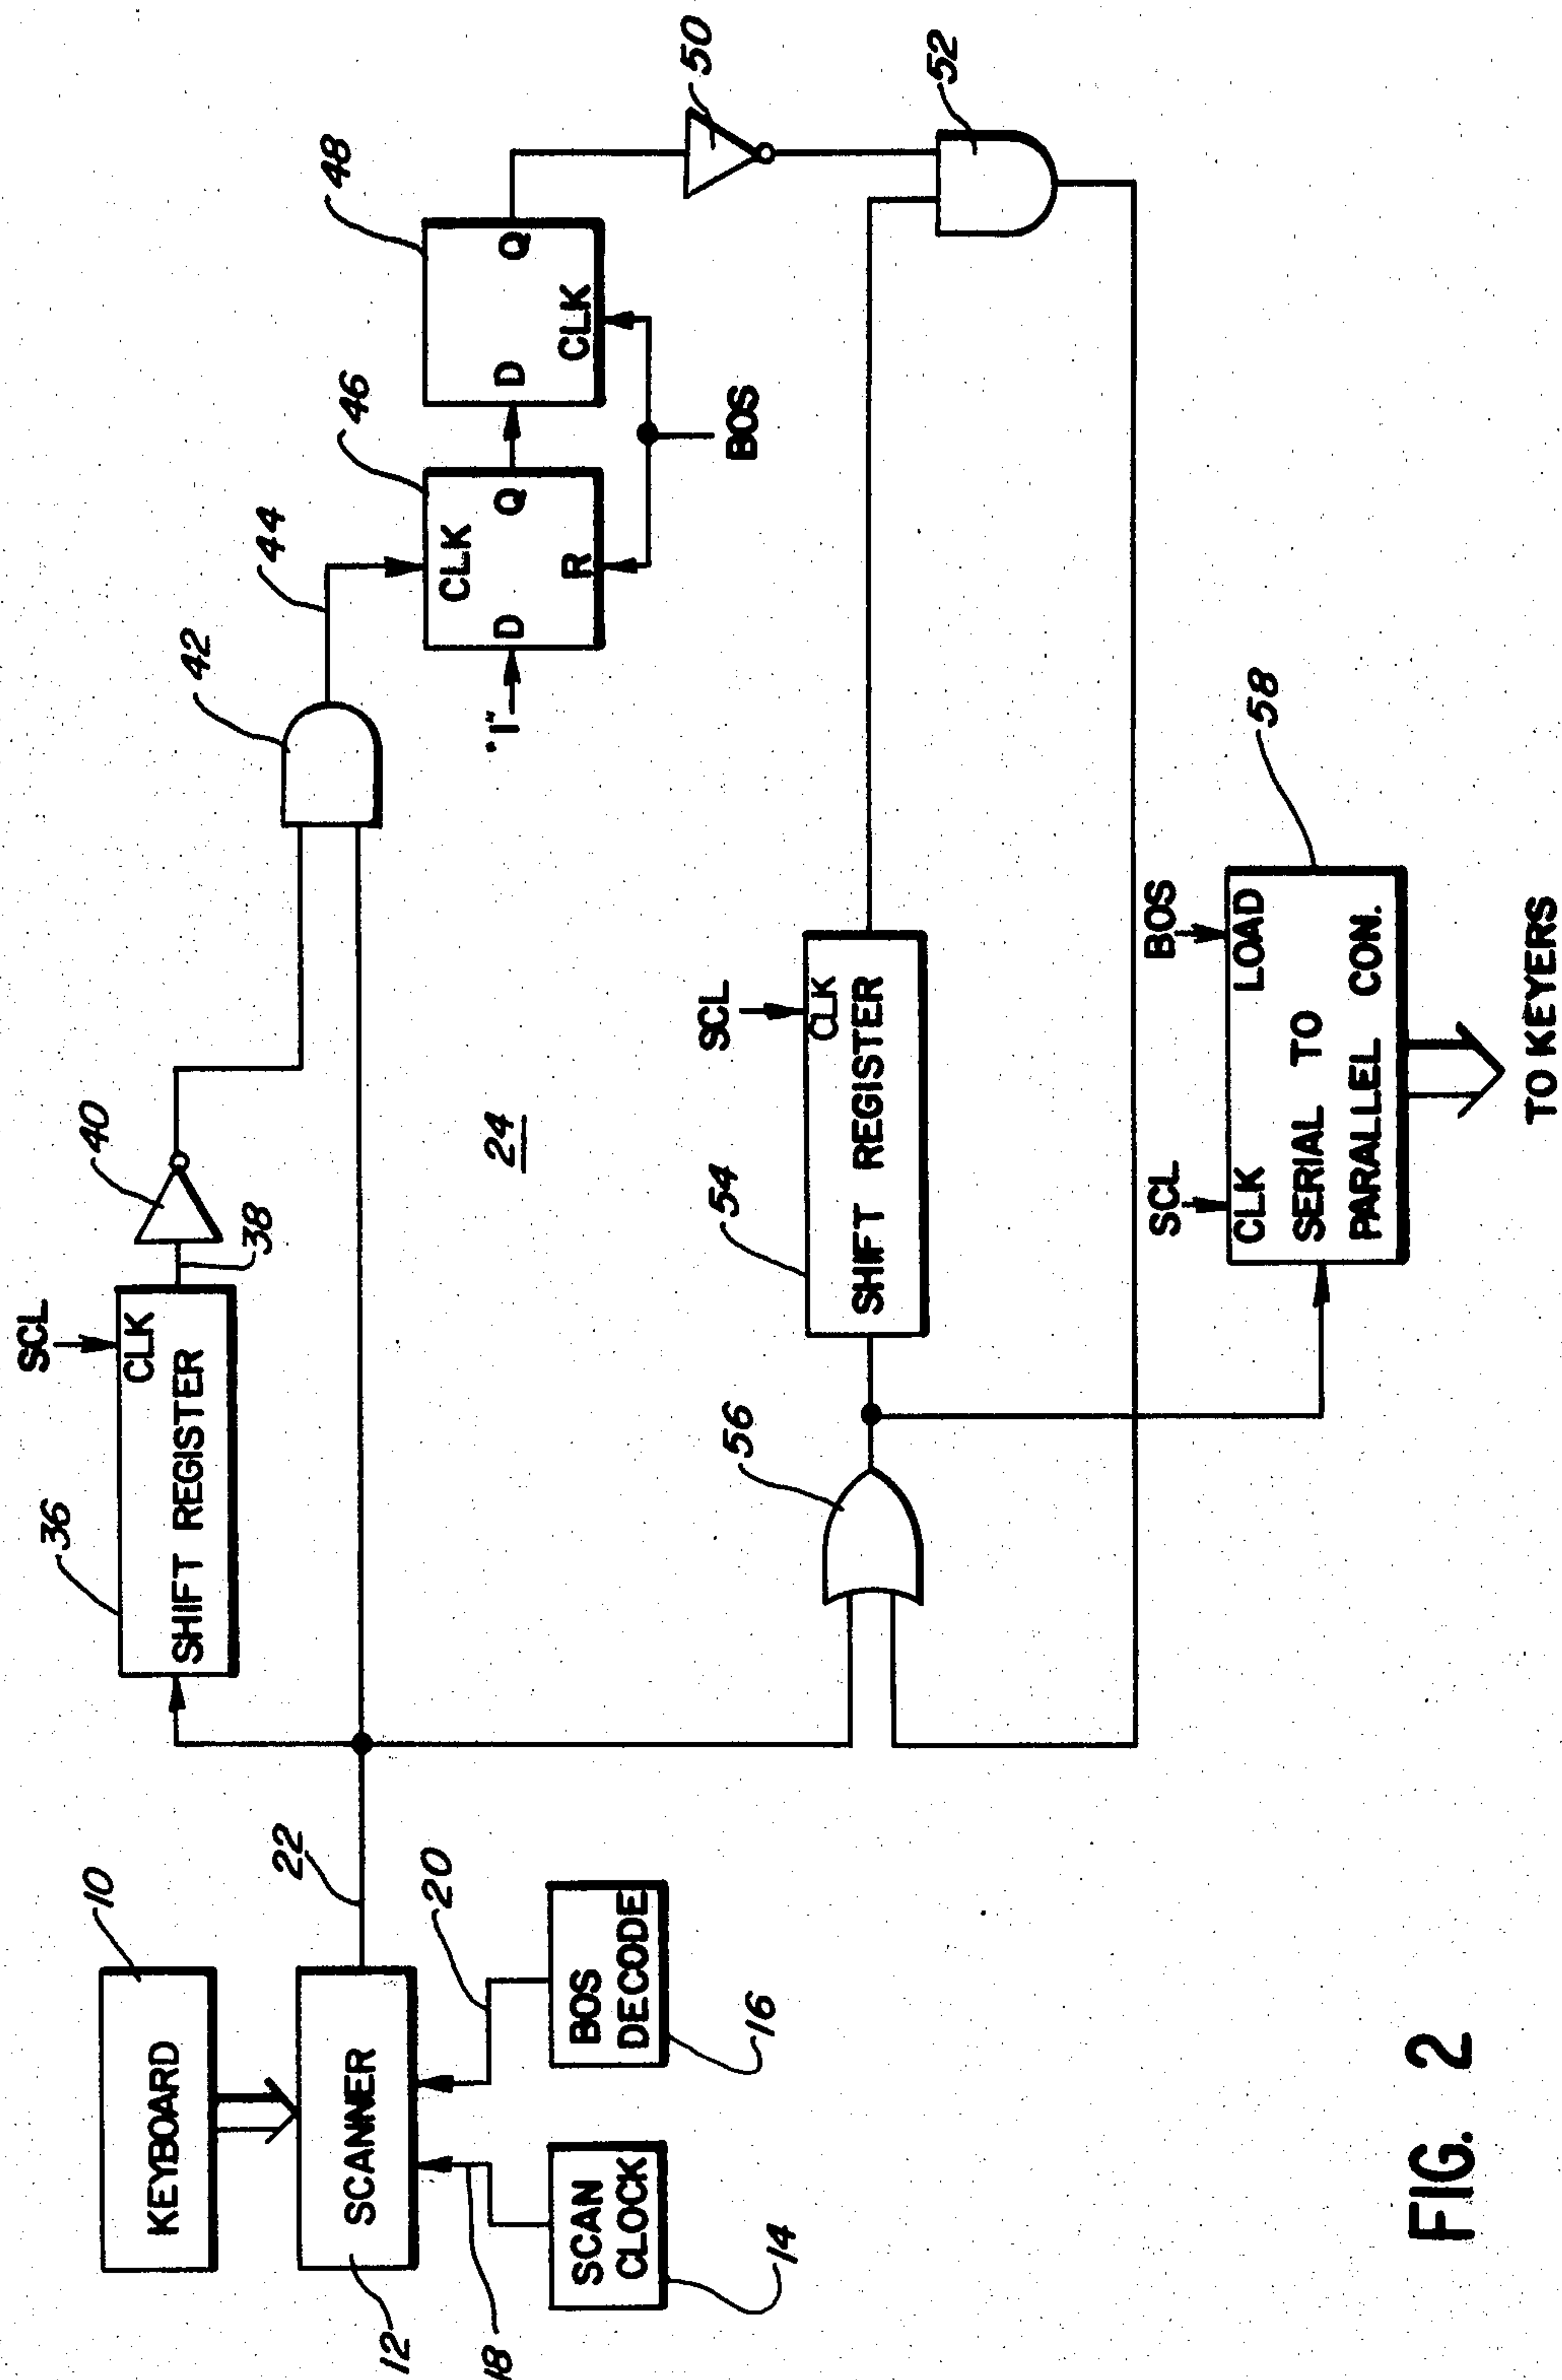 10
KEYBOARD
12
SCANNER
22
18
20
SCAN
CLOCK
14
BOS
DECODE
16
36
SCL
CLK
SHIFT REGISTER
38
40
42
44
24
46
CLK
D
Q
R
"1"
48
D
Q
CLK
BOS
50
52
54
SCL
CLK
SHIFT REGISTER
56
SCL
BOS
CLK
LOAD
SERIAL TO
PARALLEL CON.
58
TO KEYERS
FIG. 2